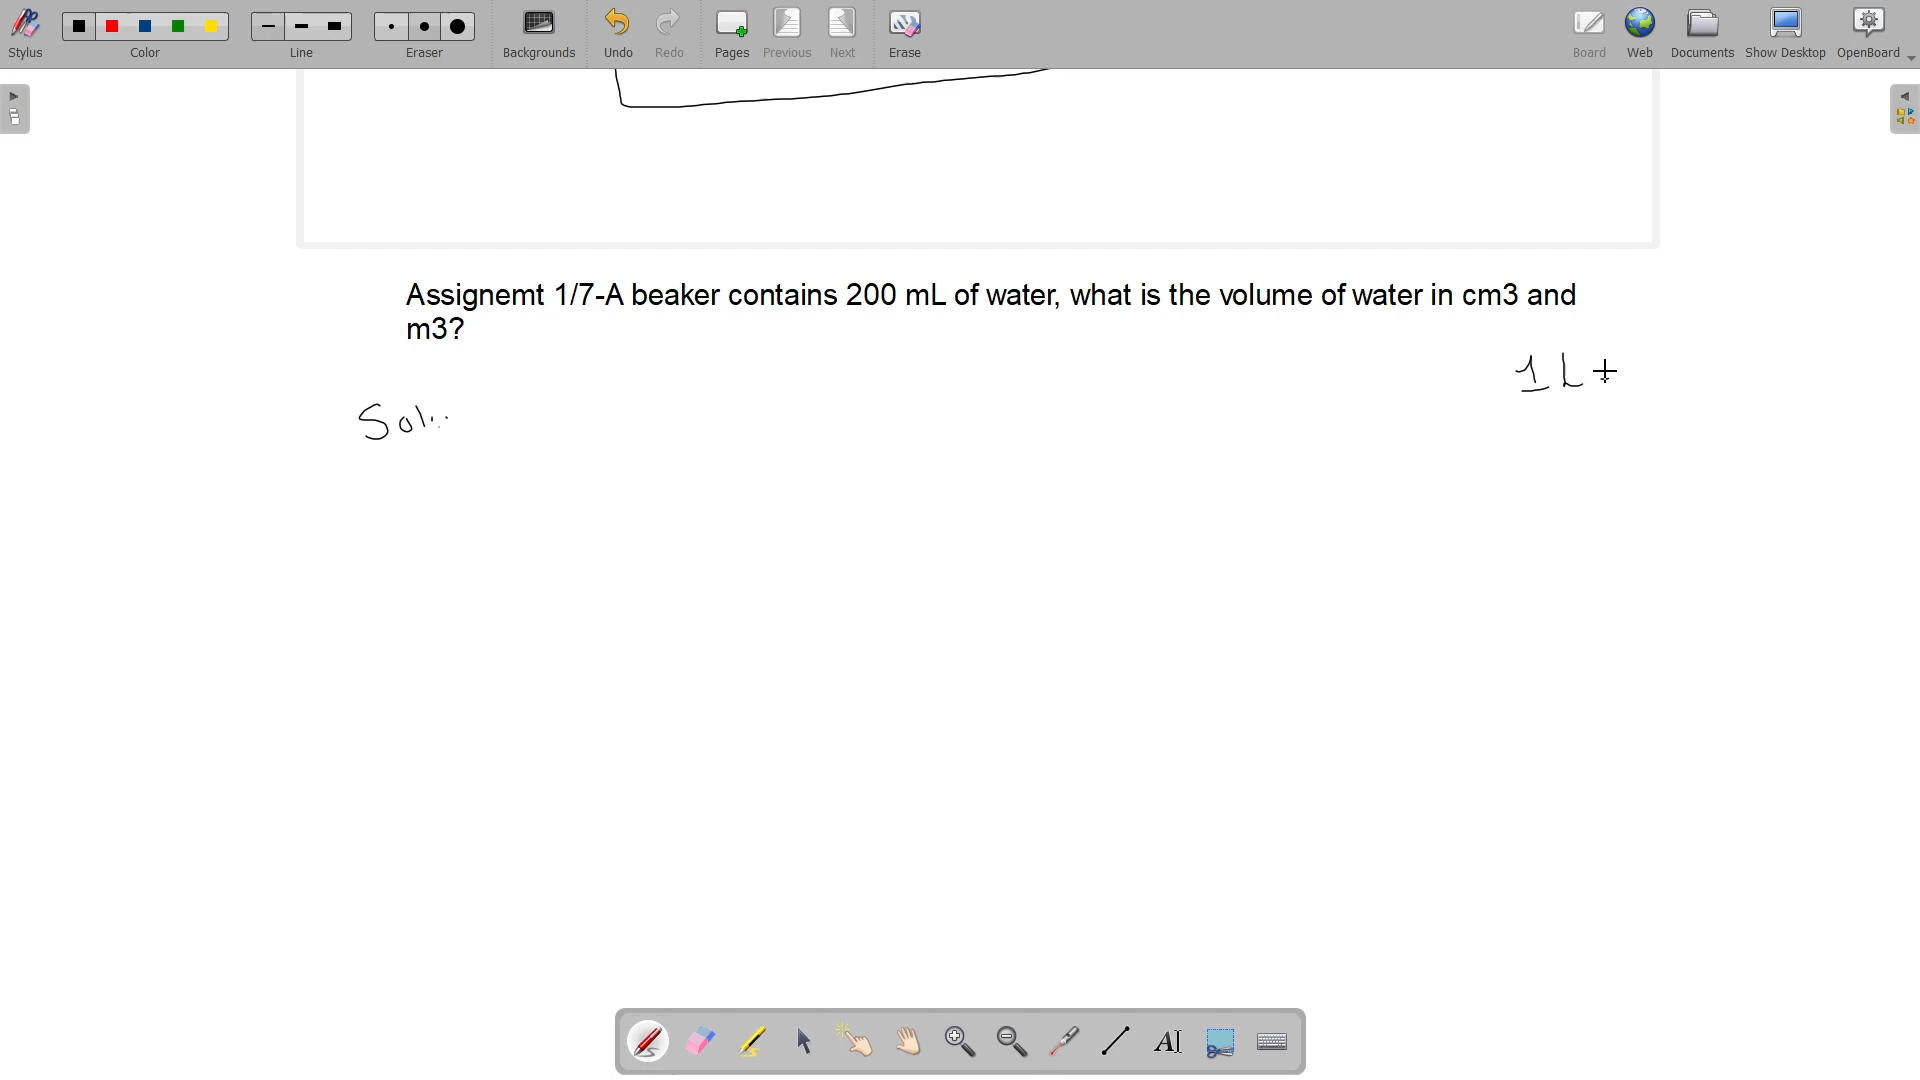 Stylus Color Line Eraser Backgrounds Undo Redo Pages Previous Next Erase Board Web Documents Show Desktop OpenBoard
Assignemt 1/7-A beaker contains 200 mL of water, what is the volume of water in cm3 and
m3?
1 L
Sol:
AI